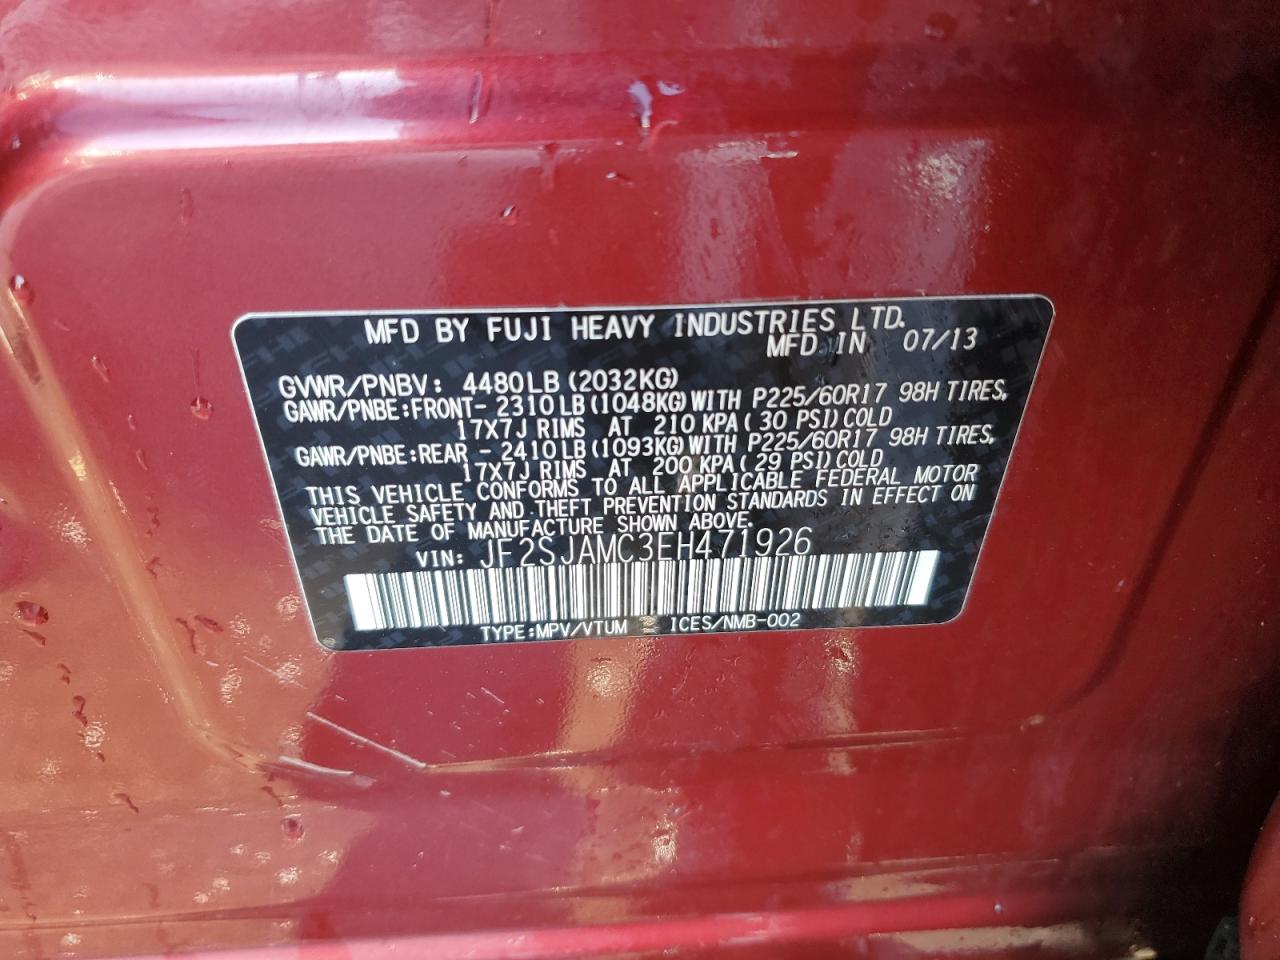 MFD BY FUJI HEAVY INDUSTRIES LTD.
MFD IN 07/13
GVWR/PNBV: 4480LB (2032KG)
GAWR/PNBE:FRONT- 2310LB (1048KG) WITH P225/60R17 98H TIRES,
17X7J RIMS AT 210 KPA ( 30 PSI) COLD
GAWR/PNBE:REAR - 2410LB (1093KG) WITH P225/60R17 98H TIRES,
17X7J RIMS AT 200 KPA ( 29 PSI) COLD
THIS VEHICLE CONFORMS TO ALL APPLICABLE FEDERAL MOTOR
VEHICLE SAFETY AND THEFT PREVENTION STANDARDS IN EFFECT ON
THE DATE OF MANUFACTURE SHOWN ABOVE.
VIN: JF2SJAMC3EH471926
TYPE:MPV/VTUM ICES/NMB-002